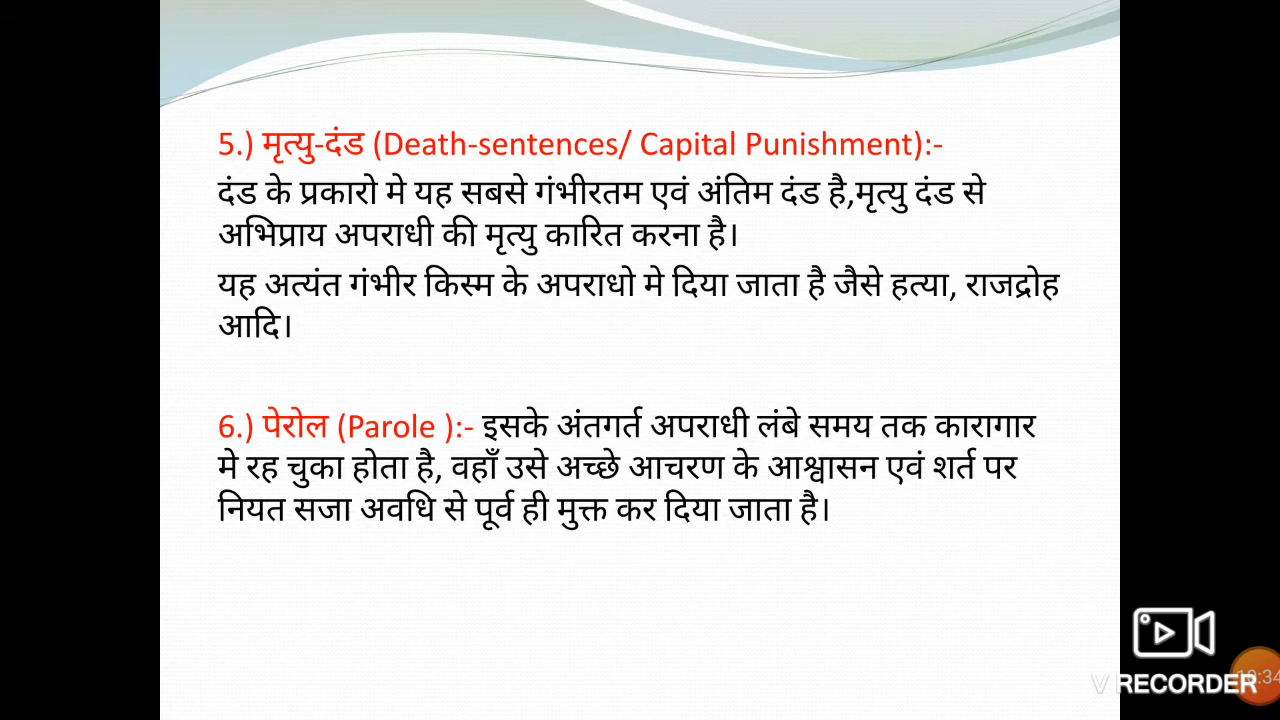 5.) मृत्यु-दंड (Death-sentences/ Capital Punishment):-
दंड के प्रकारो मे यह सबसे गंभीरतम एवं अंतिम दंड है,मृत्यु दंड से
अभिप्राय अपराधी की मृत्यु कारित करना है।
यह अत्यंत गंभीर किस्म के अपराधो मे दिया जाता है जैसे हत्या, राजद्रोह
आदि।
6.) पेरोल (Parole ):- इसके अंतगर्त अपराधी लंबे समय तक कारागार
मे रह चुका होता है, वहाँ उसे अच्छे आचरण के आश्वासन एवं शर्त पर
नियत सजा अवधि से पूर्व ही मुक्त कर दिया जाता है।
V RECORDER